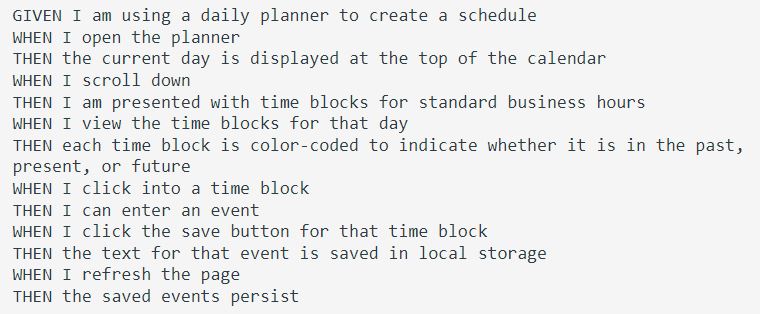 GIVEN I am using a daily planner to create a schedule
WHEN I open the planner
THEN the current day is displayed at the top of the calendar
WHEN I scroll down
THEN I am presented with time blocks for standard business hours
WHEN I view the time blocks for that day
THEN each time block is color-coded to indicate whether it is in the past,
present, or future
WHEN I click into a time block
THEN I can enter an event
WHEN I click the save button for that time block
THEN the text for that event is saved in local storage
WHEN I refresh the page
THEN the saved events persist